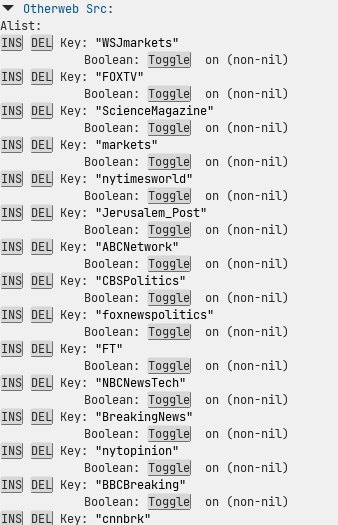 Otherweb Src:
Alist:
INS DEL Key: "WSJmarkets"
Boolean: Toggle on (non-nil)
INS DEL Key: "FOXTV"
Boolean: Toggle on (non-nil)
INS DEL Key: "ScienceMagazine"
Boolean: Toggle on (non-nil)
INS DEL Key: "markets"
Boolean: Toggle on (non-nil)
INS DEL Key: "nytimesworld"
Boolean: Toggle on (non-nil)
INS DEL Key: "Jerusalem_Post"
Boolean: Toggle on (non-nil)
INS DEL Key: "ABCNetwork"
Boolean: Toggle on (non-nil)
INS DEL Key: "CBSPolitics"
Boolean: Toggle on (non-nil)
INS DEL Key: "foxnewspolitics"
Boolean: Toggle on (non-nil)
INS DEL Key: "FT"
Boolean: Toggle on (non-nil)
INS DEL Key: "NBCNewsTech"
Boolean: Toggle on (non-nil)
INS DEL Key: "BreakingNews"
Boolean: Toggle on (non-nil)
INS DEL Key: "nytopinion"
Boolean: Toggle on (non-nil)
INS DEL Key: "BBCBreaking"
Boolean: Toggle on (non-nil)
INS DEL Key: "cnnbrk"